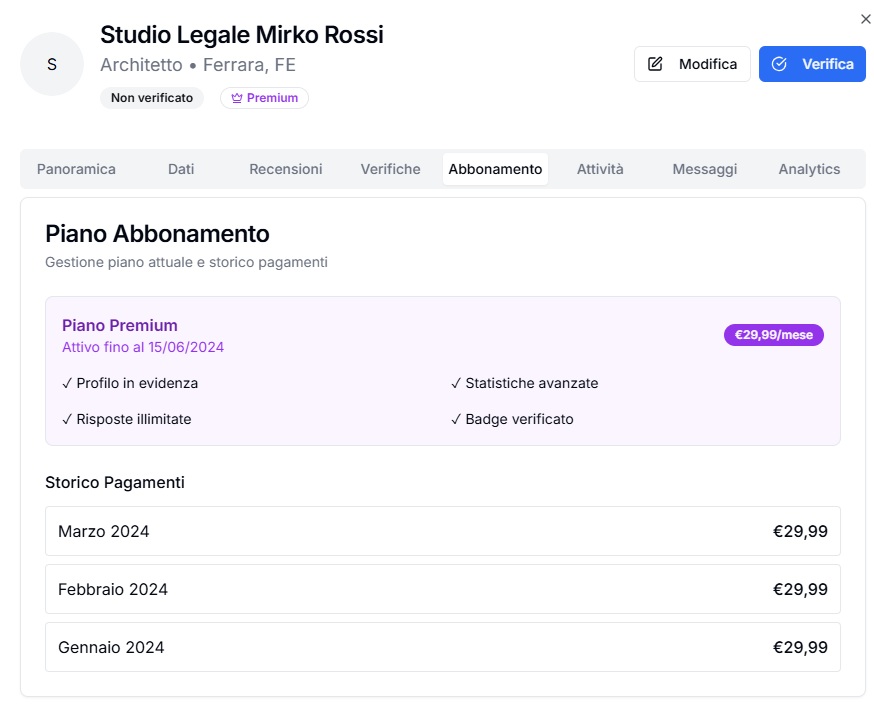 Studio Legale Mirko Rossi
Architetto • Ferrara, FE
Non verificato
Premium
S
Modifica
Verifica
Panoramica
Dati
Recensioni
Verifiche
Abbonamento
Attività
Messaggi
Analytics
Piano Abbonamento
Gestione piano attuale e storico pagamenti
Piano Premium
Attivo fino al 15/06/2024
€29,99/mese
✓ Profilo in evidenza
✓ Statistiche avanzate
✓ Risposte illimitate
✓ Badge verificato
Storico Pagamenti
Marzo 2024
€29,99
Febbraio 2024
€29,99
Gennaio 2024
€29,99